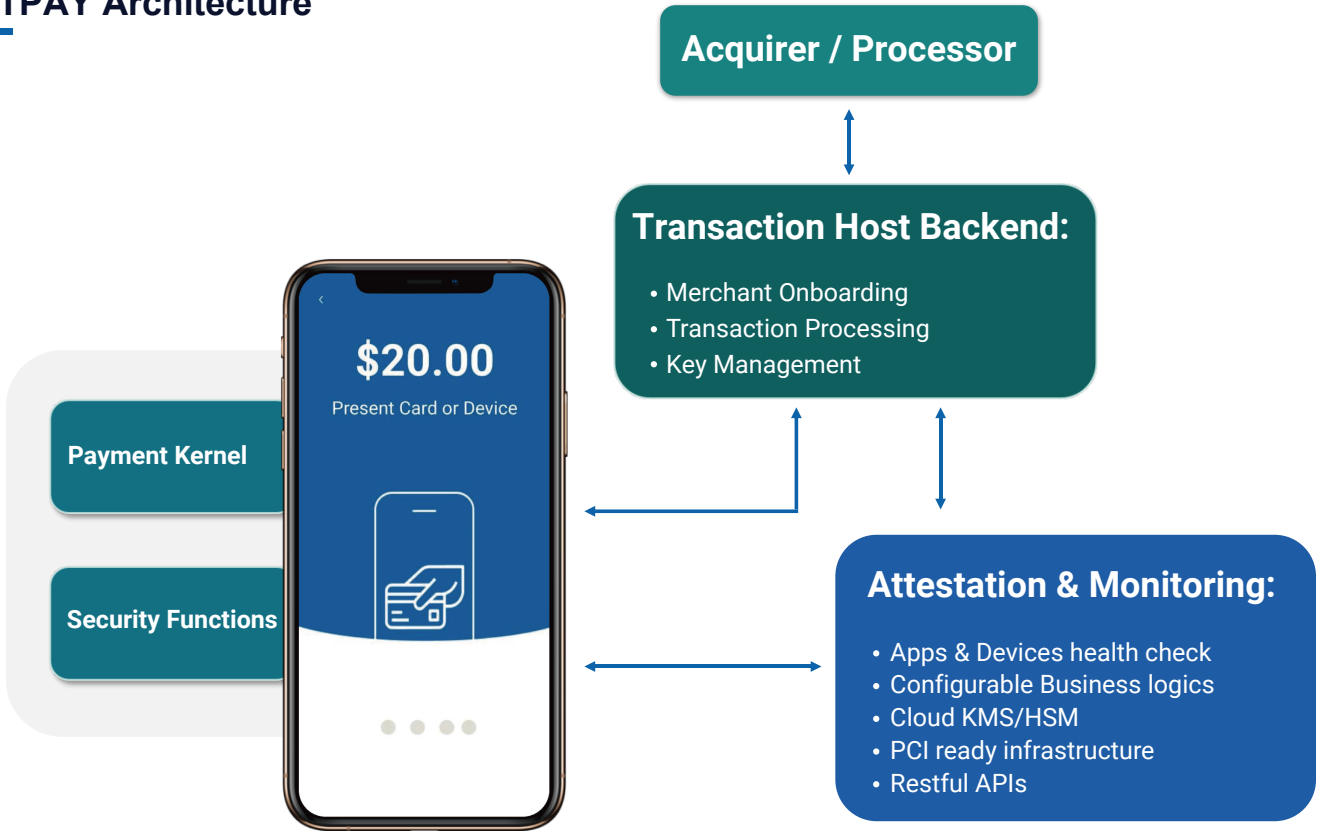 TPAY Architecture
Acquirer / Processor
Transaction Host Backend:
• Merchant Onboarding
• Transaction Processing
• Key Management
$20.00
Present Card or Device
Payment Kernel
Security Functions
Attestation & Monitoring:
• Apps & Devices health check
• Configurable Business logics
• Cloud KMS/HSM
• PCI ready infrastructure
• Restful APIs